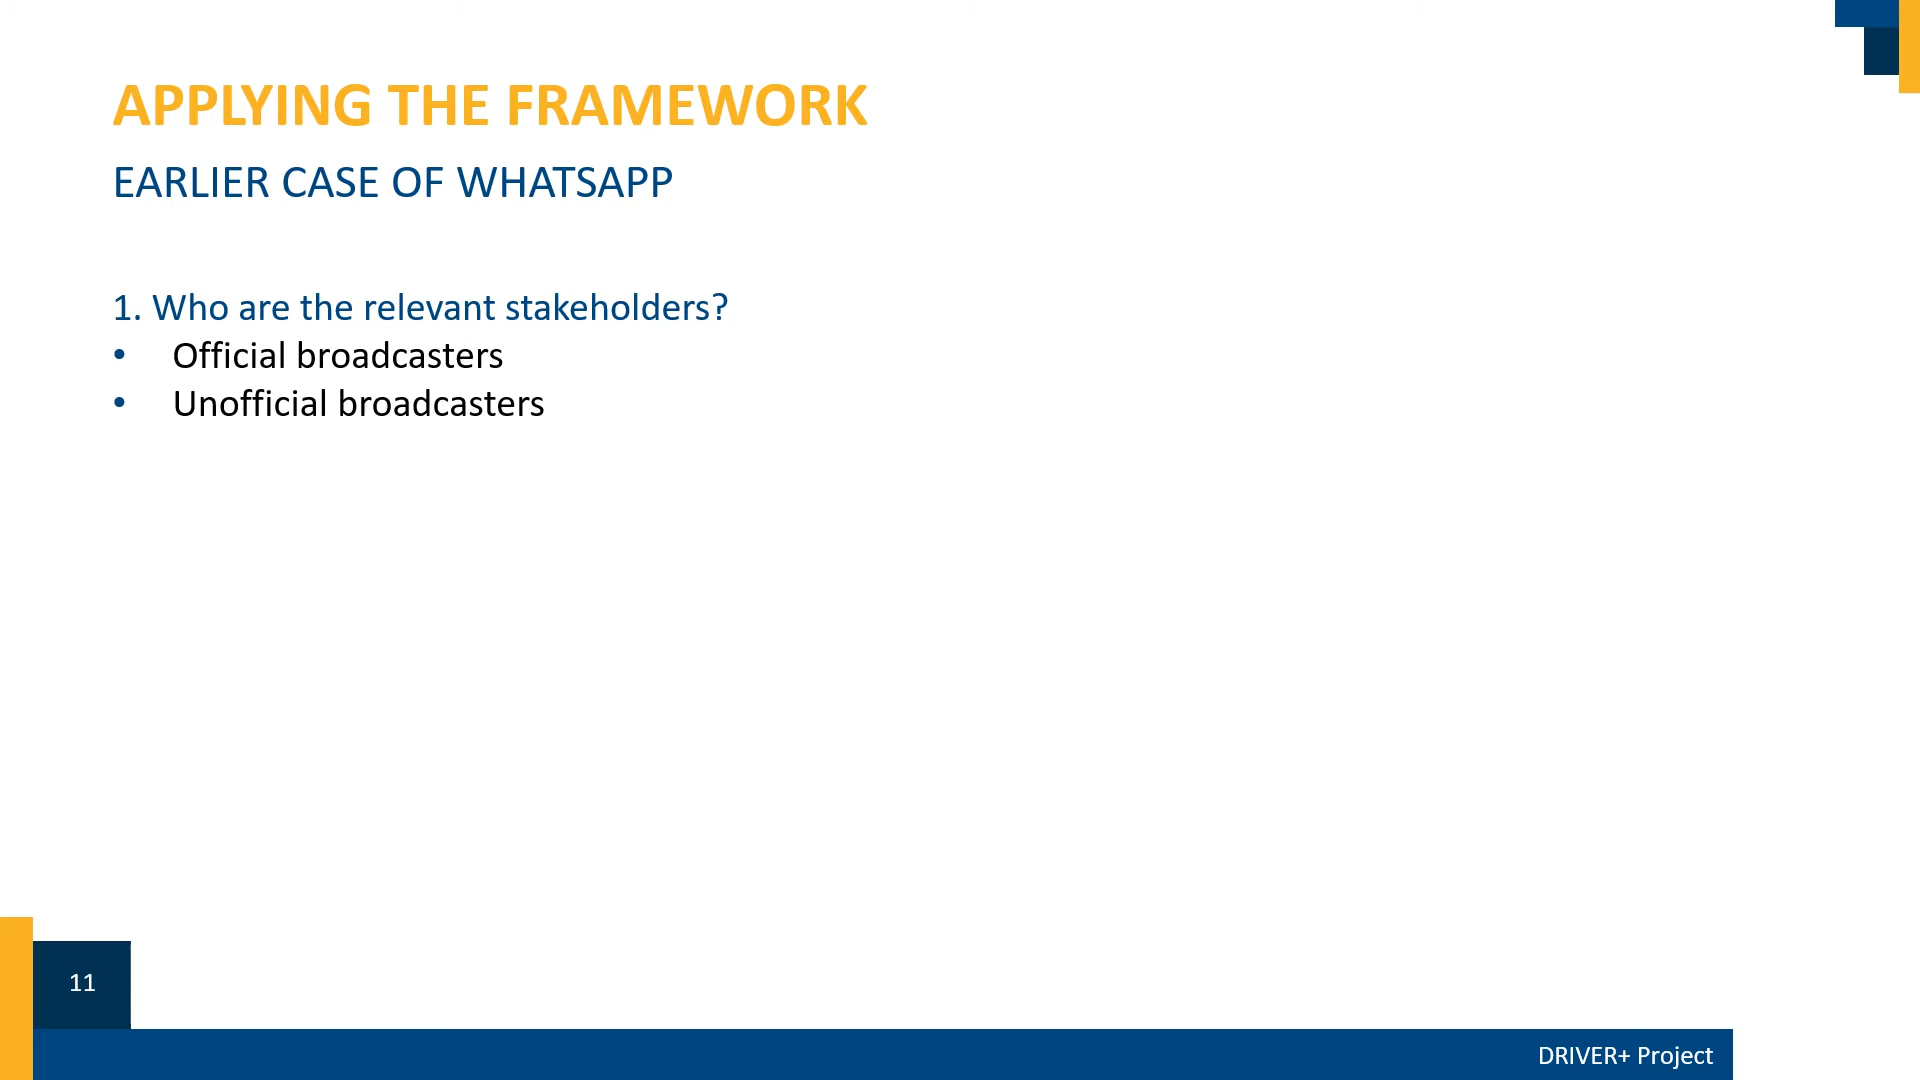 APPLYING THE FRAMEWORK
EARLIER CASE OF WHATSAPP
1. Who are the relevant stakeholders?
• Official broadcasters
• Unofficial broadcasters
11
DRIVER+ Project